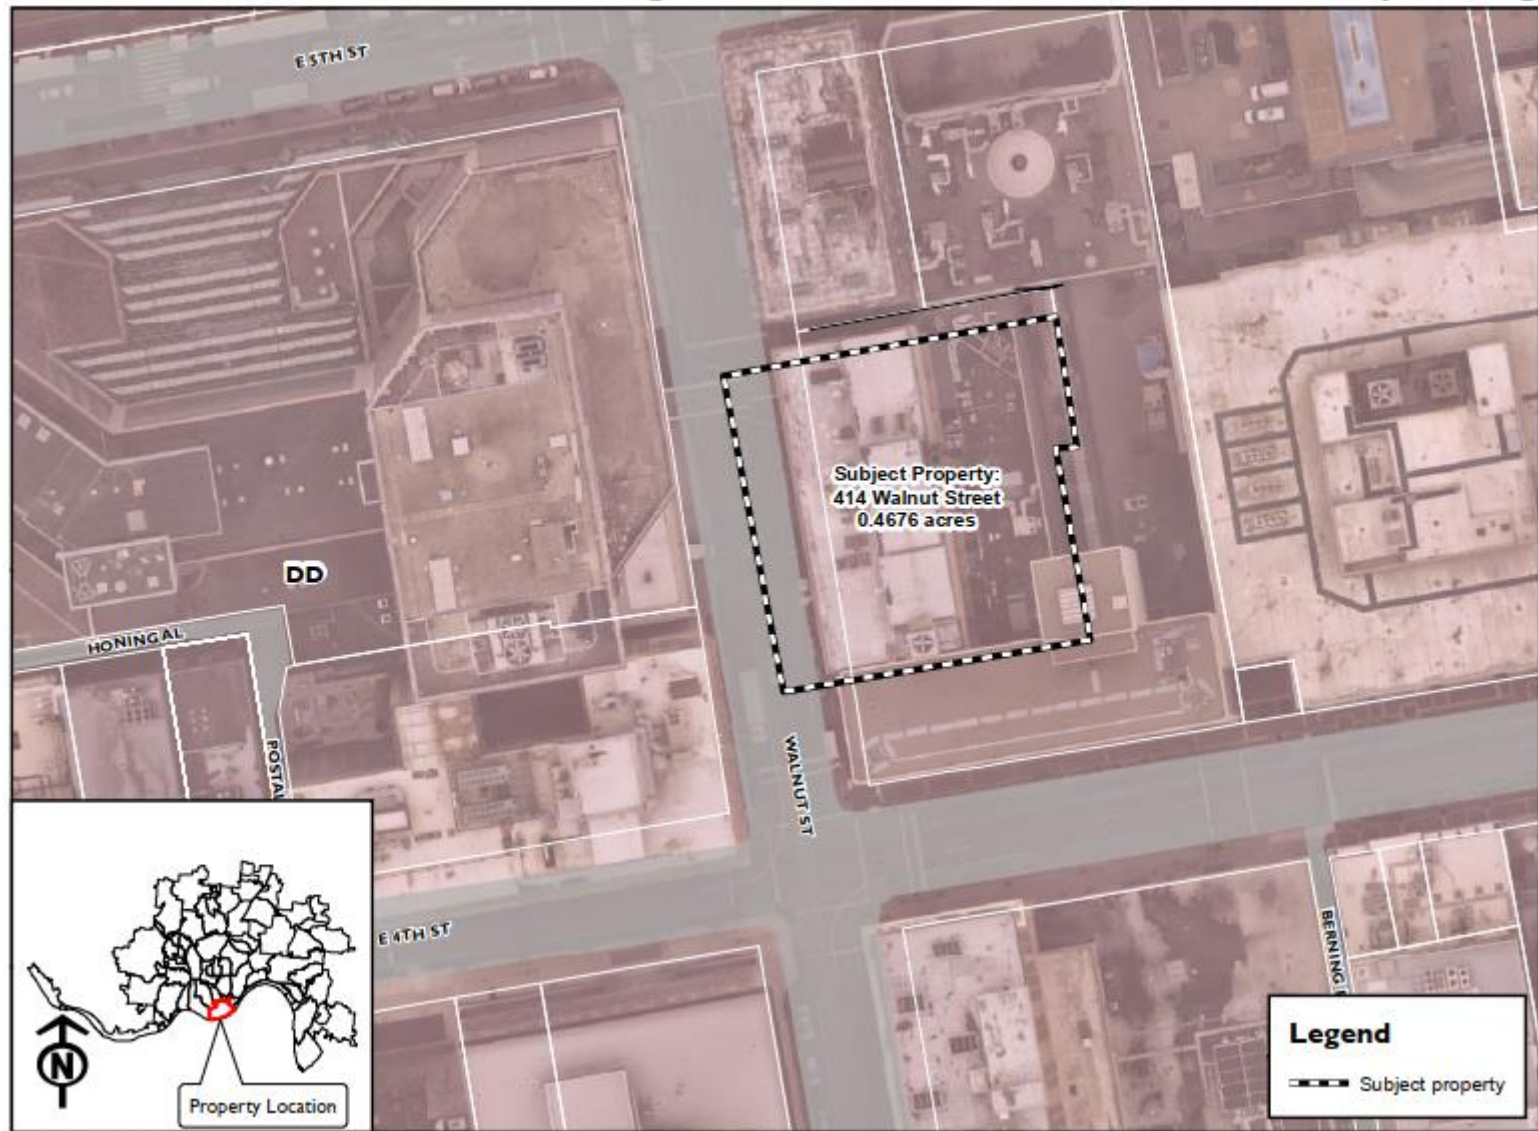 E 5TH ST
Subject Property:
414 Walnut Street
0.4676 acres
DD
HONING AL
POSTAL
WALNUT ST
E 4TH ST
BERNING
N
Property Location
Legend
Subject property